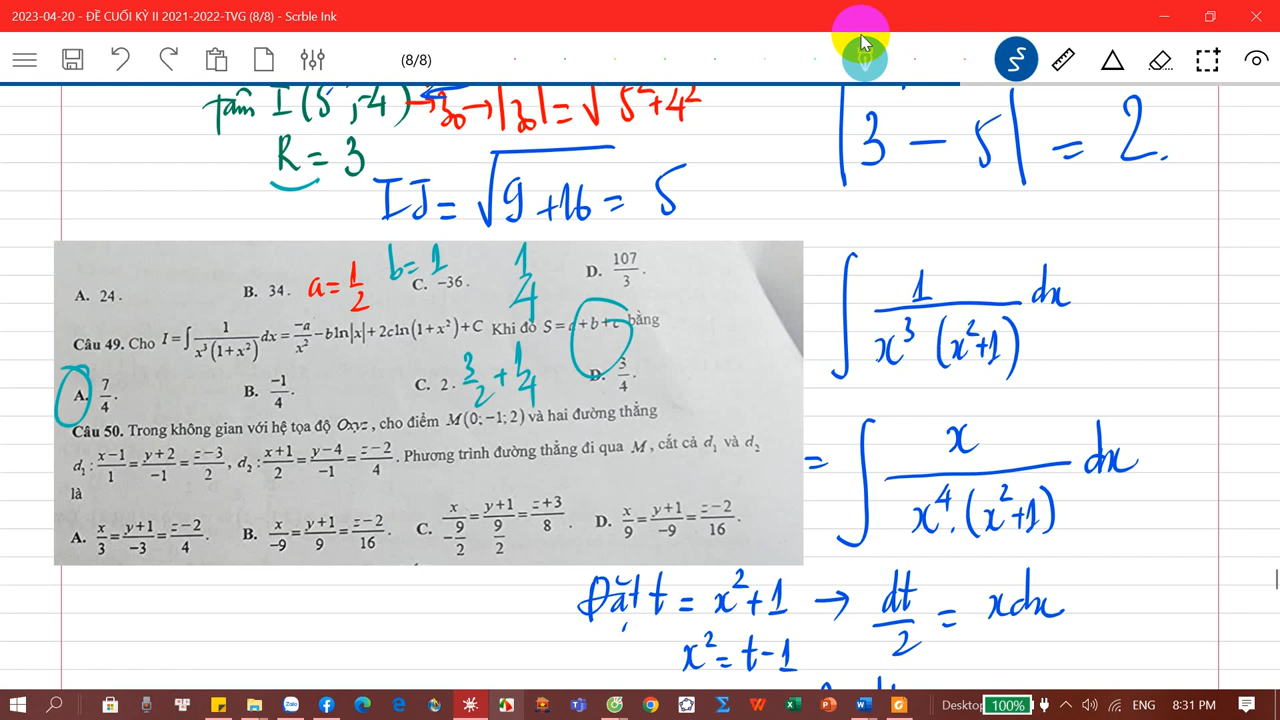 2023-04-20 - ĐỀ CUỐI KỲ II 2021-2022-TVG (8/8) - Scrble Ink
(8/8)
tâm I (5 ; -4) → z₀ → |z₀| = √5²+4²
R = 3
IJ = √9 + 16 = 5
|3 - 5| = 2.
A. 24 .
B. 34 .
a = 1/2
b = 1
C. -36 .
1/4
D. 107/3 .
Câu 49. Cho I = ∫ 1/(x³(1+x²)) dx = -a/x² - b ln|x| + 2c ln(1+x²) + C Khi đó S = a + b + c bằng
A. 7/4 .
B. -1/4 .
C. 2 .
3/2 + 1/4
D. 3/4 .
Câu 50. Trong không gian với hệ tọa độ Oxyz , cho điểm M(0;-1;2) và hai đường thẳng
d₁ : (x-1)/1 = (y+2)/-1 = (z-3)/2 , d₂ : (x+1)/2 = (y-4)/-1 = (z-2)/4 . Phương trình đường thẳng đi qua M , cắt cả d₁ và d₂
là
A. x/3 = (y+1)/-3 = (z-2)/4 .
B. x/-9 = (y+1)/9 = (z-2)/16 .
C. x/(-9/2) = (y+1)/(9/2) = (z+3)/8 .
D. x/9 = (y+1)/-9 = (z-2)/16 .
∫ 1/(x³ (x²+1)) dx
= ∫ x/(x⁴.(x²+1)) dx
Đặt t = x²+1 → dt/2 = xdx
x² = t-1
Desktop
100%
ENG
8:31 PM